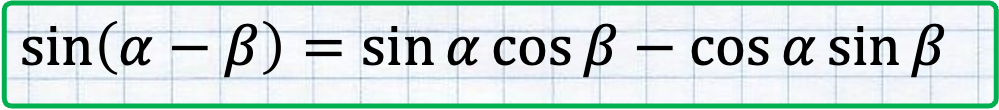 sin(α − β) = sin α cos β − cos α sin β